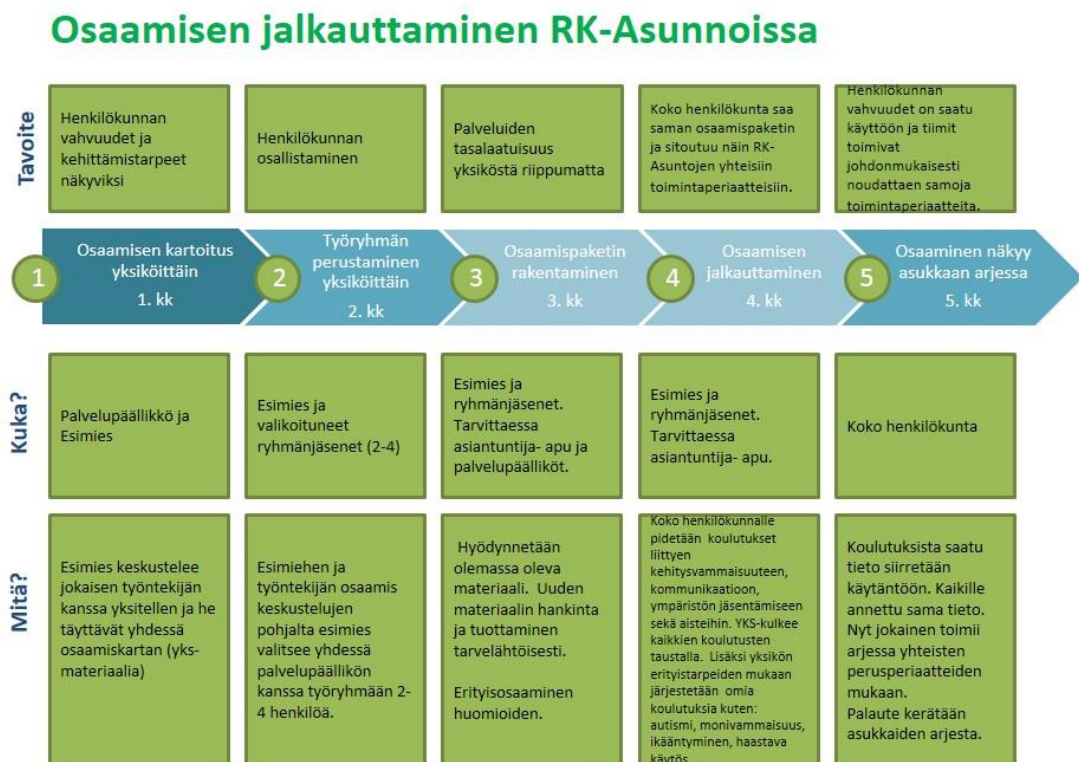 Osaamisen jalkauttaminen RK-Asunnoissa
Tavoite
Henkilökunnan
vahvuudet ja
kehittämistarpeet
näkyviksi
Henkilökunnan
osallistaminen
Palveluiden
tasalaatuisuus
yksiköstä riippumatta
Koko henkilökunta saa
saman osaamispaketin
ja sitoutuu näin RK-
Asuntojen yhteisiin
toimintaperiaatteisiin.
Henkilökunnan
vahvuudet on saatu
käyttöön ja tiimit
toimivat
johdonmukaisesti
noudattaen samoja
toimintaperiaatteita.
1
Osaamisen kartoitus
yksiköittäin
1. kk
2
Työryhmän
perustaminen
yksiköittäin
2. kk
3
Osaamispaketin
rakentaminen
3. kk
4
Osaamisen
jalkauttaminen
4. kk
5
Osaaminen näkyy
asukkaan arjessa
5. kk
Kuka?
Palvelupäällikkö ja
Esimies
Esimies ja
valikoituneet
ryhmänjäsenet (2-4)
Esimies ja
ryhmänjäsenet.
Tarvittaessa
asiantuntija- apu ja
palvelupäälliköt.
Esimies ja
ryhmänjäsenet.
Tarvittaessa
asiantuntija- apu.
Koko henkilökunta
Mitä?
Esimies keskustelee
jokaisen työntekijän
kanssa yksitellen ja he
täyttävät yhdessä
osaamiskartan (yks-
materiaalia)
Esimiehen ja
työntekijän osaamis
keskustelujen
pohjalta esimies
valitsee yhdessä
palvelupäällikön
kanssa työryhmään 2-
4 henkilöä.
Hyödynnetään
olemassa oleva
materiaali. Uuden
materiaalin hankinta
ja tuottaminen
tarvelähtöisesti.
Erityisosaaminen
huomioiden.
Koko henkilökunnalle
pidetään koulutukset
liittyen
kehitysvammaisuuteen,
kommunikaatioon,
ympäristön jäsentämiseen
sekä aisteihin. YKS-kulkee
kaikkien koulutusten
taustalla. Lisäksi yksikön
erityistarpeiden mukaan
järjestetään omia
koulutuksia kuten:
autismi, monivammaisuus,
ikääntyminen, haastava
käytös
Koulutuksista saatu
tieto siirretään
käytäntöön. Kaikille
annettu sama tieto.
Nyt jokainen toimii
arjessa yhteisten
perusperiaatteiden
mukaan.
Palaute kerätään
asukkaiden arjesta.